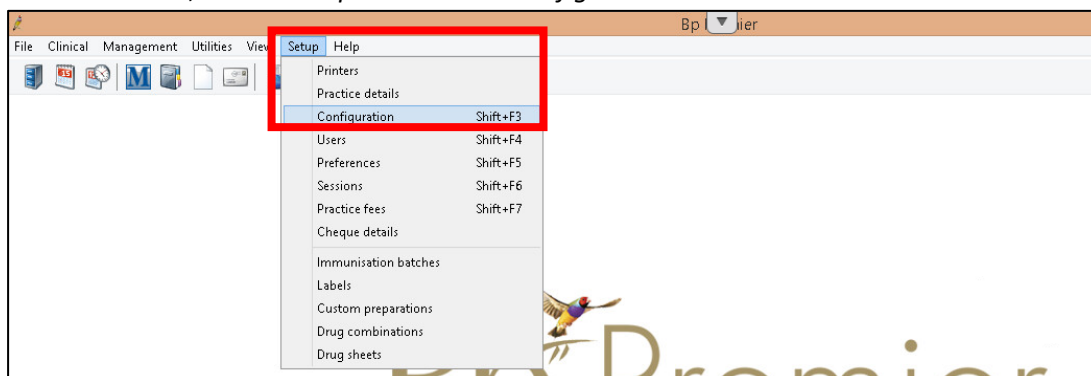 Bp ier
File Clinical Management Utilities View Setup Help
Printers
Practice details
Configuration Shift+F3
Users Shift+F4
Preferences Shift+F5
Sessions Shift+F6
Practice fees Shift+F7
Cheque details
Immunisation batches
Labels
Custom preparations
Drug combinations
Drug sheets